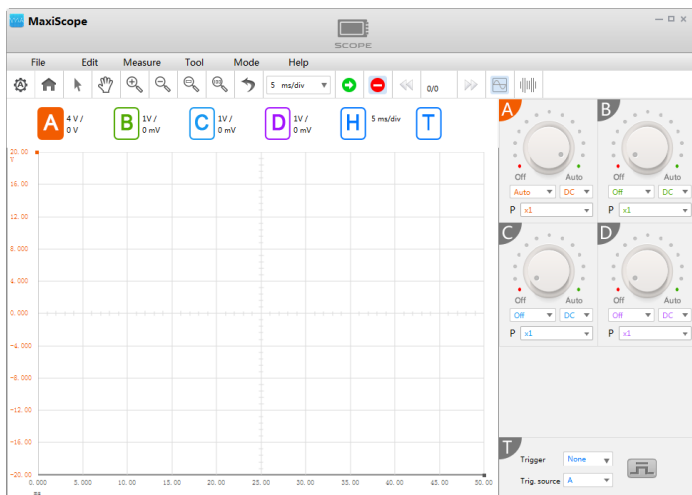 MaxiScope
SCOPE
File Edit Measure Tool Mode Help
5 ms/div 0/0
A 4 V / 0 V
B 1V / 0 mV
C 1V / 0 mV
D 1V / 0 mV
H 5 ms/div
T
20.00
V
16.00
12.00
8.000
4.000
0.000
-4.000
-8.000
-12.00
-16.00
-20.00
0.000 5.000 10.00 15.00 20.00 25.00 30.00 35.00 40.00 45.00 50.00
A
Off Auto
Auto DC
P x1
B
Off Auto
Off DC
P x1
C
Off Auto
Off DC
P x1
D
Off Auto
Off DC
P x1
T
Trigger None
Trig. source A